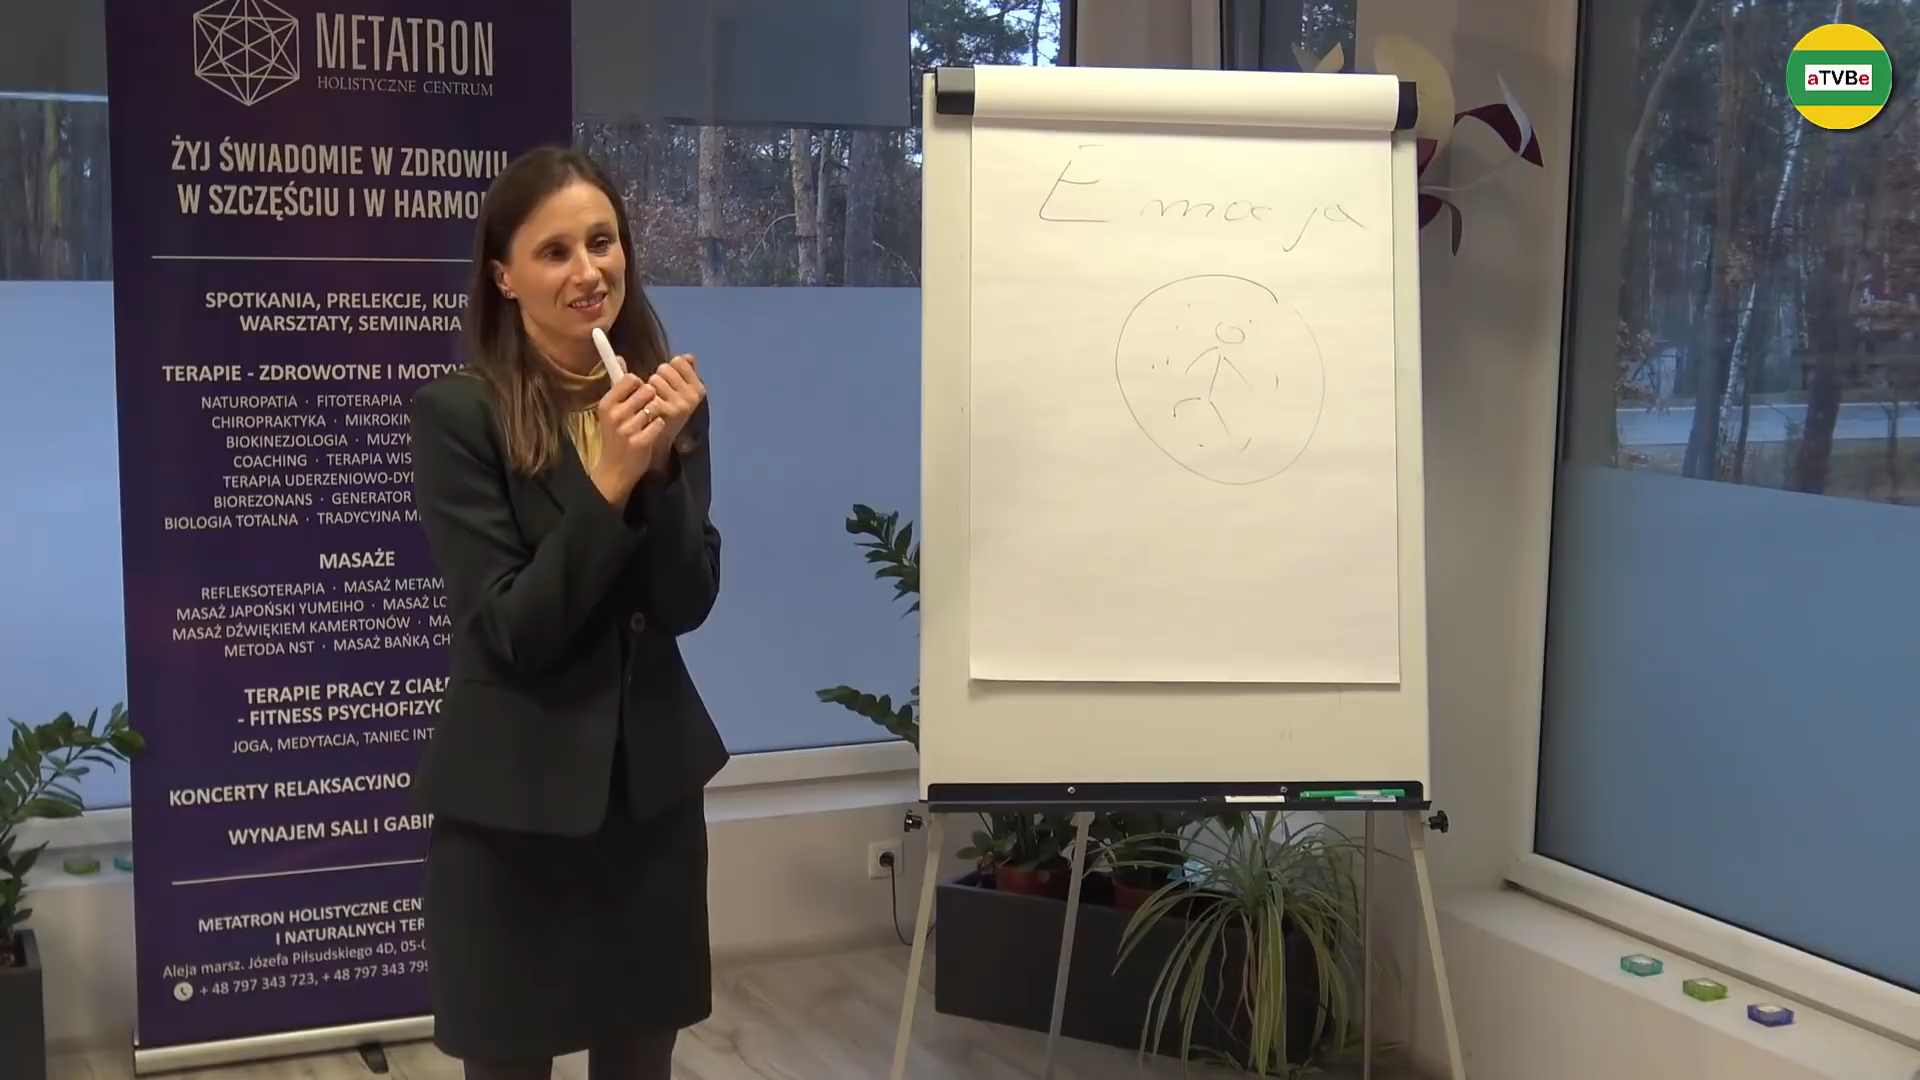 METATRON
HOLISTYCZNE CENTRUM
ŻYJ ŚWIADOMIE W ZDROWIU
W SZCZĘŚCIU I W HARMO
SPOTKANIA, PRELEKCJE, KUR
WARSZTATY, SEMINARIA
TERAPIE - ZDROWOTNE I MOTYW
NATUROPATIA · FITOTERAPIA ·
CHIROPRAKTYKA · MIKROKIN
BIOKINEZJOLOGIA · MUZYK
COACHING · TERAPIA WIS
TERAPIA UDERZENIOWO-DY
BIOREZONANS · GENERATOR
BIOLOGIA TOTALNA · TRADYCYJNA M
MASAŻE
REFLEKSOTERAPIA · MASAŻ METAM
MASAŻ JAPOŃSKI YUMEIHO · MASAŻ LO
MASAŻ DŹWIĘKIEM KAMERTONÓW · MA
METODA NST · MASAŻ BAŃKĄ CH
TERAPIE PRACY Z CIAŁE
- FITNESS PSYCHOFIZYC
JOGA, MEDYTACJA, TANIEC INT
KONCERTY RELAKSACYJNO
WYNAJEM SALI I GABIN
METATRON HOLISTYCZNE CEN
I NATURALNYCH TER
Aleja marsz. Józefa Piłsudskiego 4D, 05-
+ 48 797 343 723, + 48 797 343 799
Emocja
aTVBe